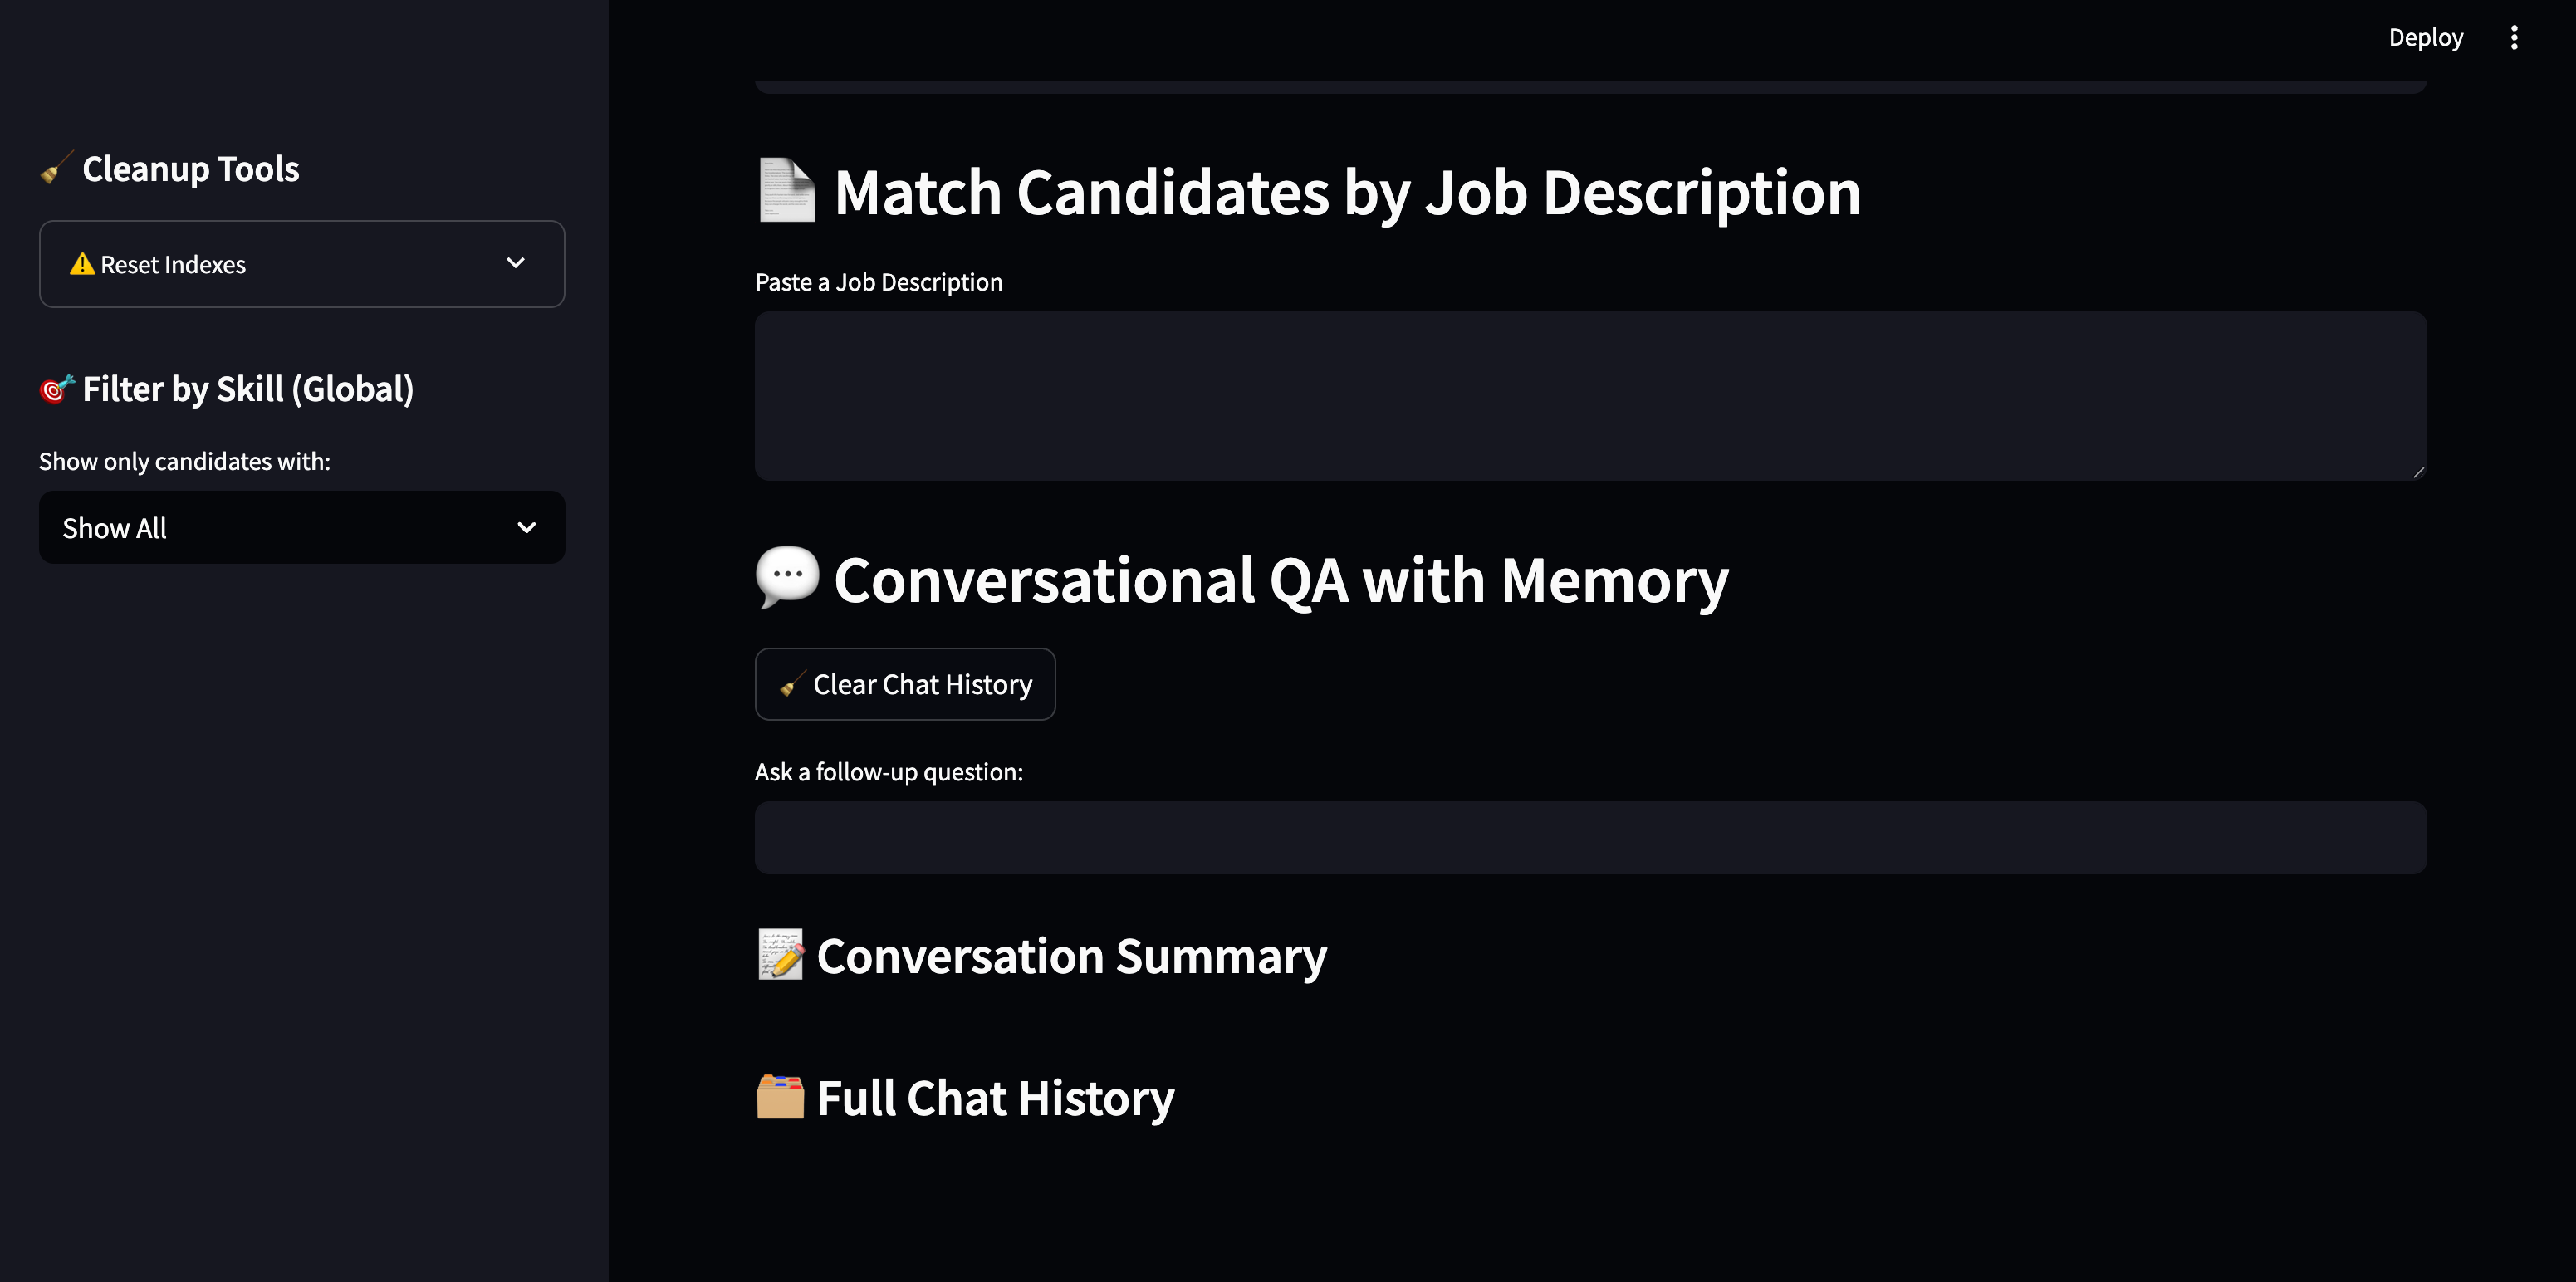 Deploy
🧹 Cleanup Tools
⚠️ Reset Indexes
🎯 Filter by Skill (Global)
Show only candidates with:
Show All
📄 Match Candidates by Job Description
Paste a Job Description
💬 Conversational QA with Memory
🧹 Clear Chat History
Ask a follow-up question:
📝 Conversation Summary
🗂️ Full Chat History